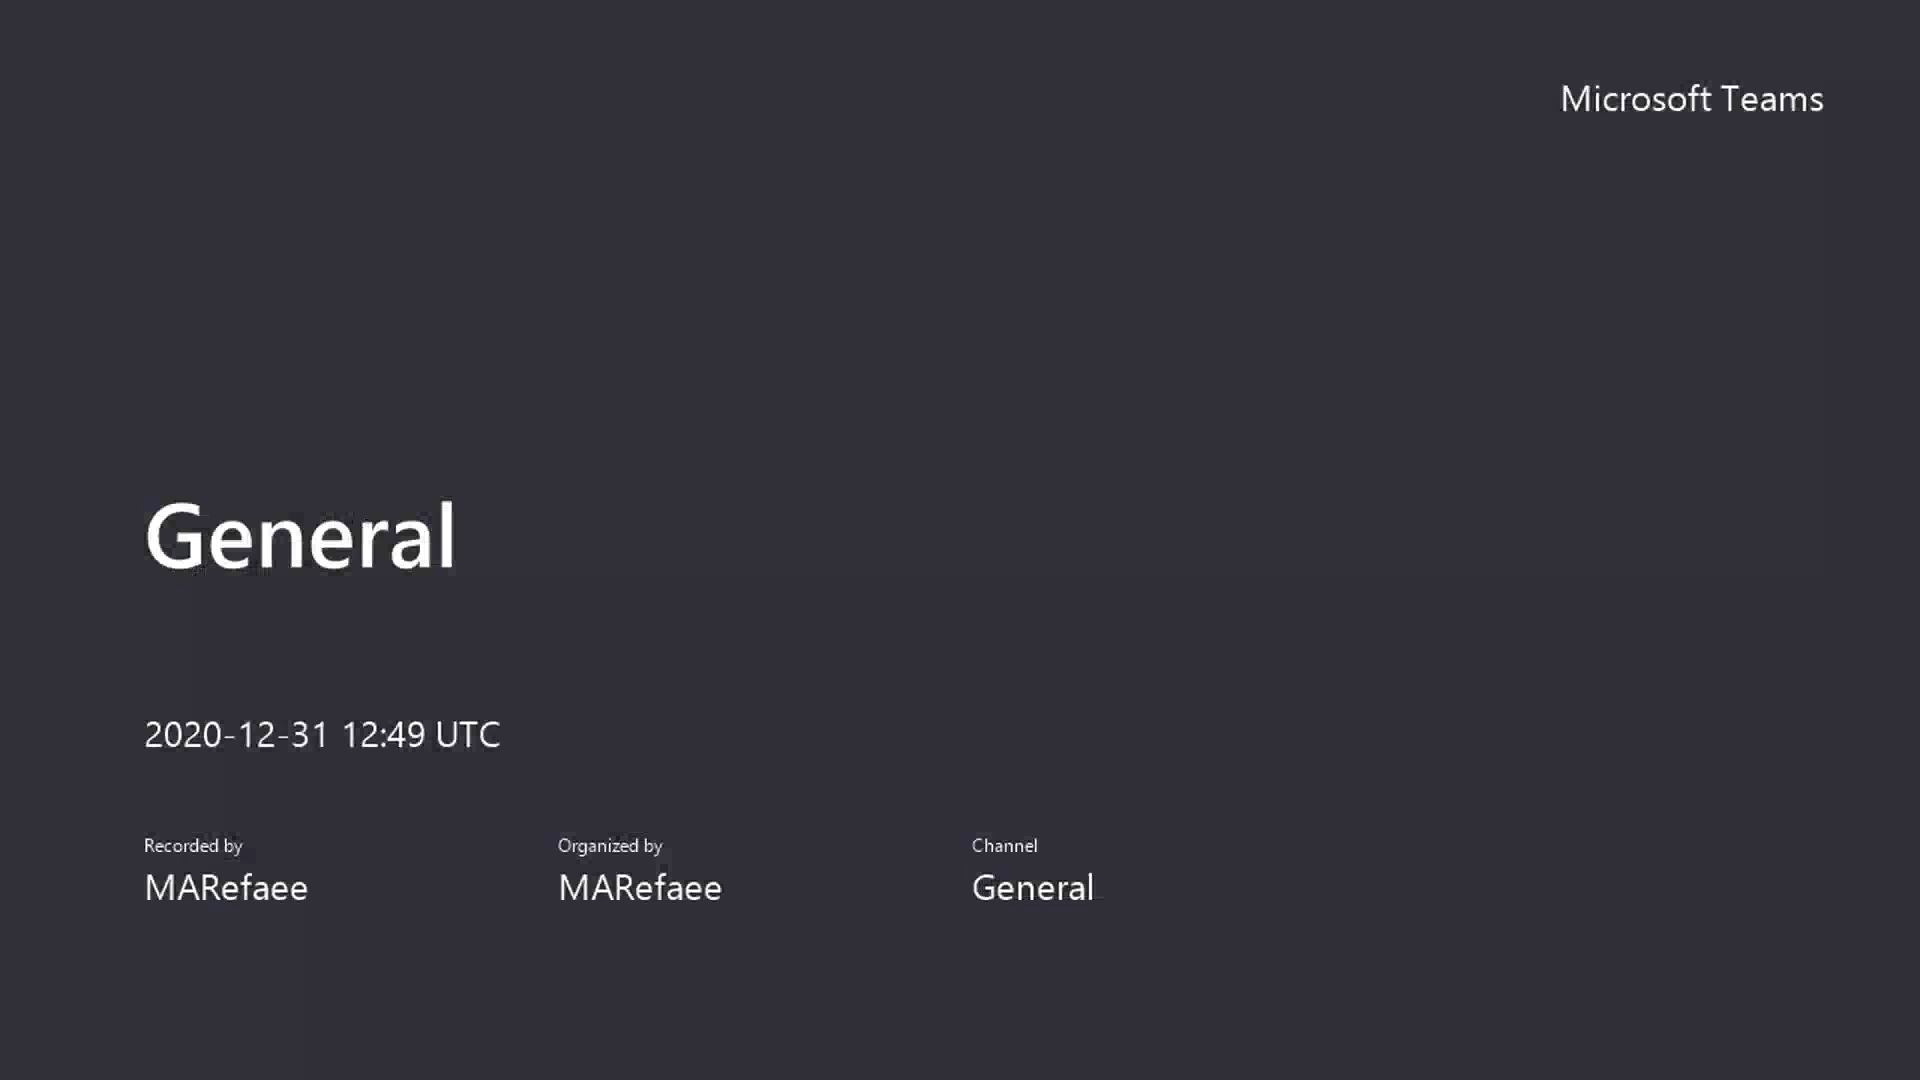 Microsoft Teams
General
2020-12-31 12:49 UTC
Recorded by
MARefaee
Organized by
MARefaee
Channel
General